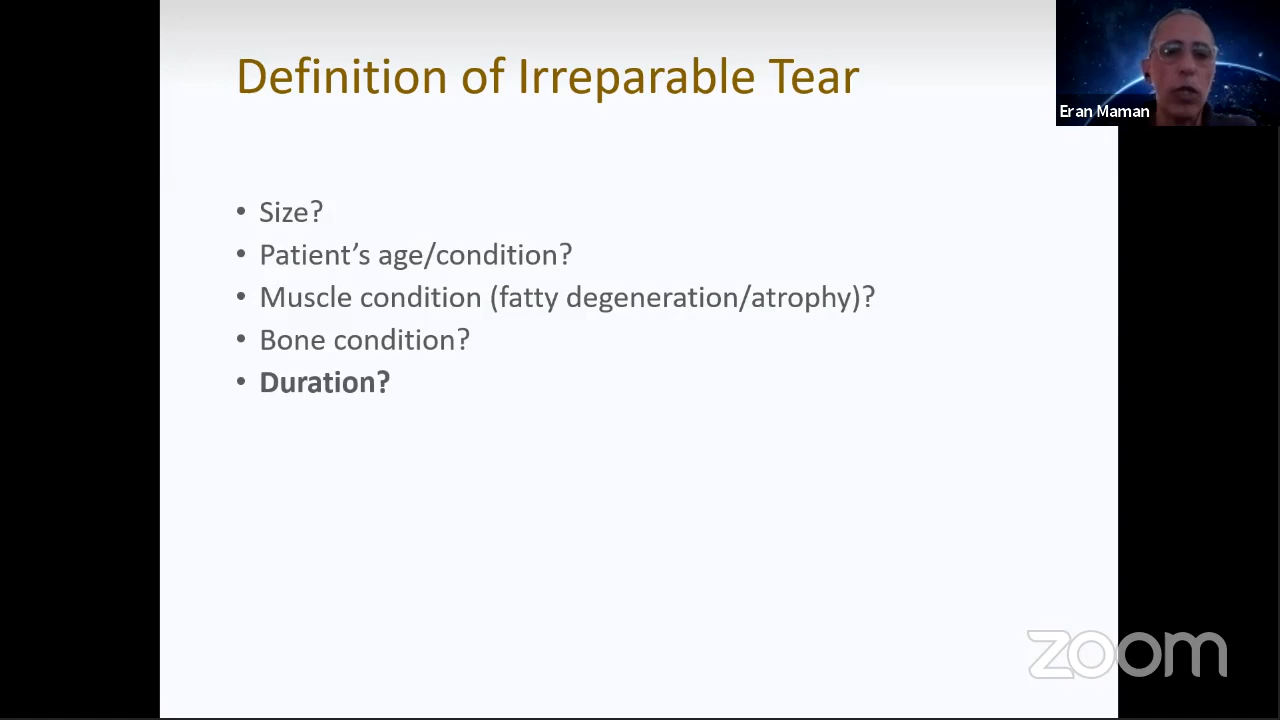 Definition of Irreparable Tear
Eran Maman
• Size?
• Patient’s age/condition?
• Muscle condition (fatty degeneration/atrophy)?
• Bone condition?
• Duration?
zoom